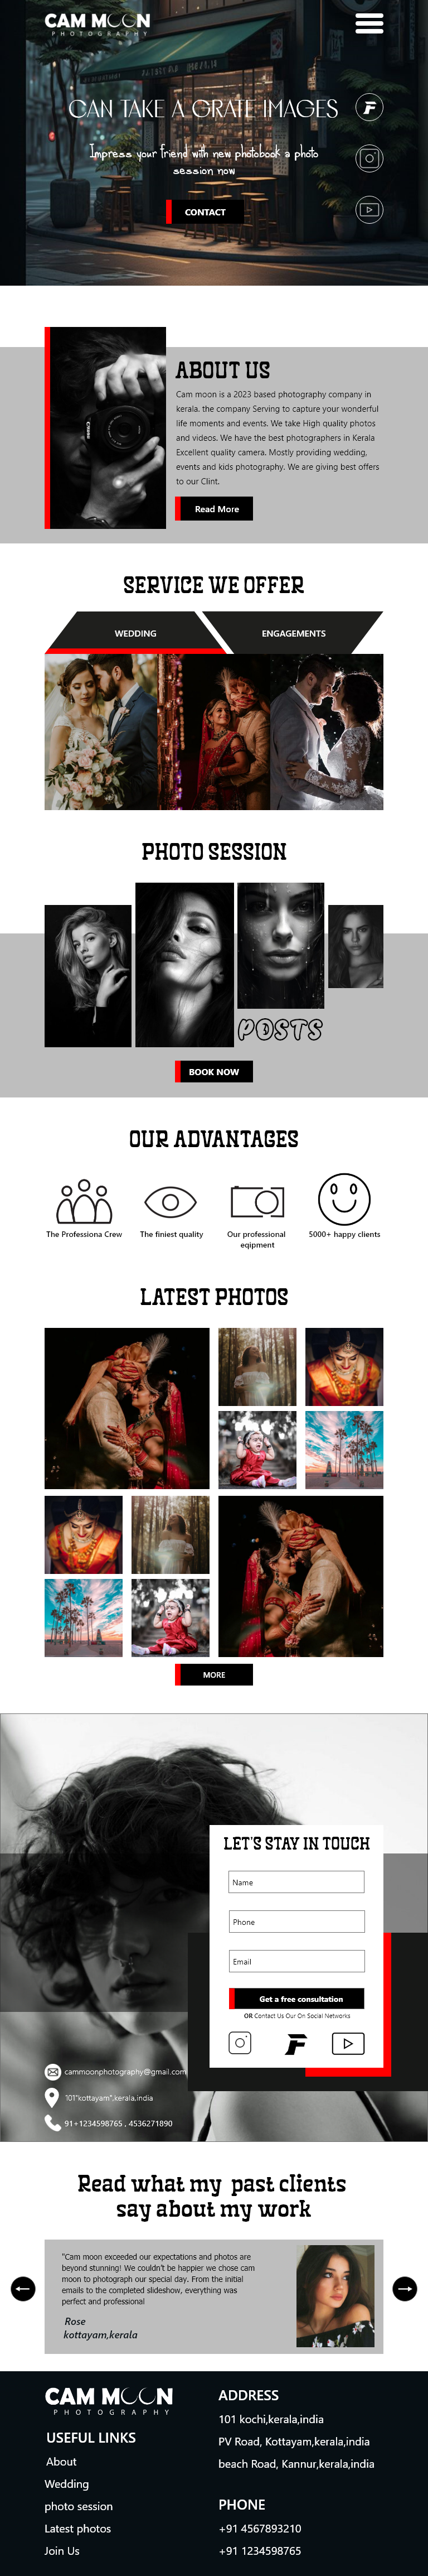 CAM MOON
PHOTOGRAPHY
CAN TAKE A GRATE IMAGES
Impress your friend with new photobook a photo
session now
CONTACT
ABOUT US
Cam moon is a 2023 based photography company in
kerala. the company Serving to capture your wonderful
life moments and events. We take High quality photos
and videos. We have the best photographers in Kerala
Excellent quality camera. Mostly providing wedding,
events and kids photography. We are giving best offers
to our Clint.
Read More
SERVICE WE OFFER
WEDDING
ENGAGEMENTS
PHOTO SESSION
POSTS
BOOK NOW
OUR ADVANTAGES
The Professiona Crew
The finiest quality
Our professional
eqipment
5000+ happy clients
LATEST PHOTOS
MORE
LET'S STAY IN TOUCH
Name
Phone
Email
Get a free consultation
OR Contact Us Our On Social Networks
cammoonphotography@gmail.com
101"kottayam",kerala,india
91+1234598765 , 4536271890
Read what my past clients
say about my work
"Cam moon exceeded our expectations and photos are
beyond stunning! We couldn't be happier we chose cam
moon to photograph our special day. From the initial
emails to the completed slideshow, everything was
perfect and professional
Rose
kottayam,kerala
CAM MOON
PHOTOGRAPHY
USEFUL LINKS
About
Wedding
photo session
Latest photos
Join Us
ADDRESS
101 kochi,kerala,india
PV Road, Kottayam,kerala,india
beach Road, Kannur,kerala,india
PHONE
+91 4567893210
+91 1234598765